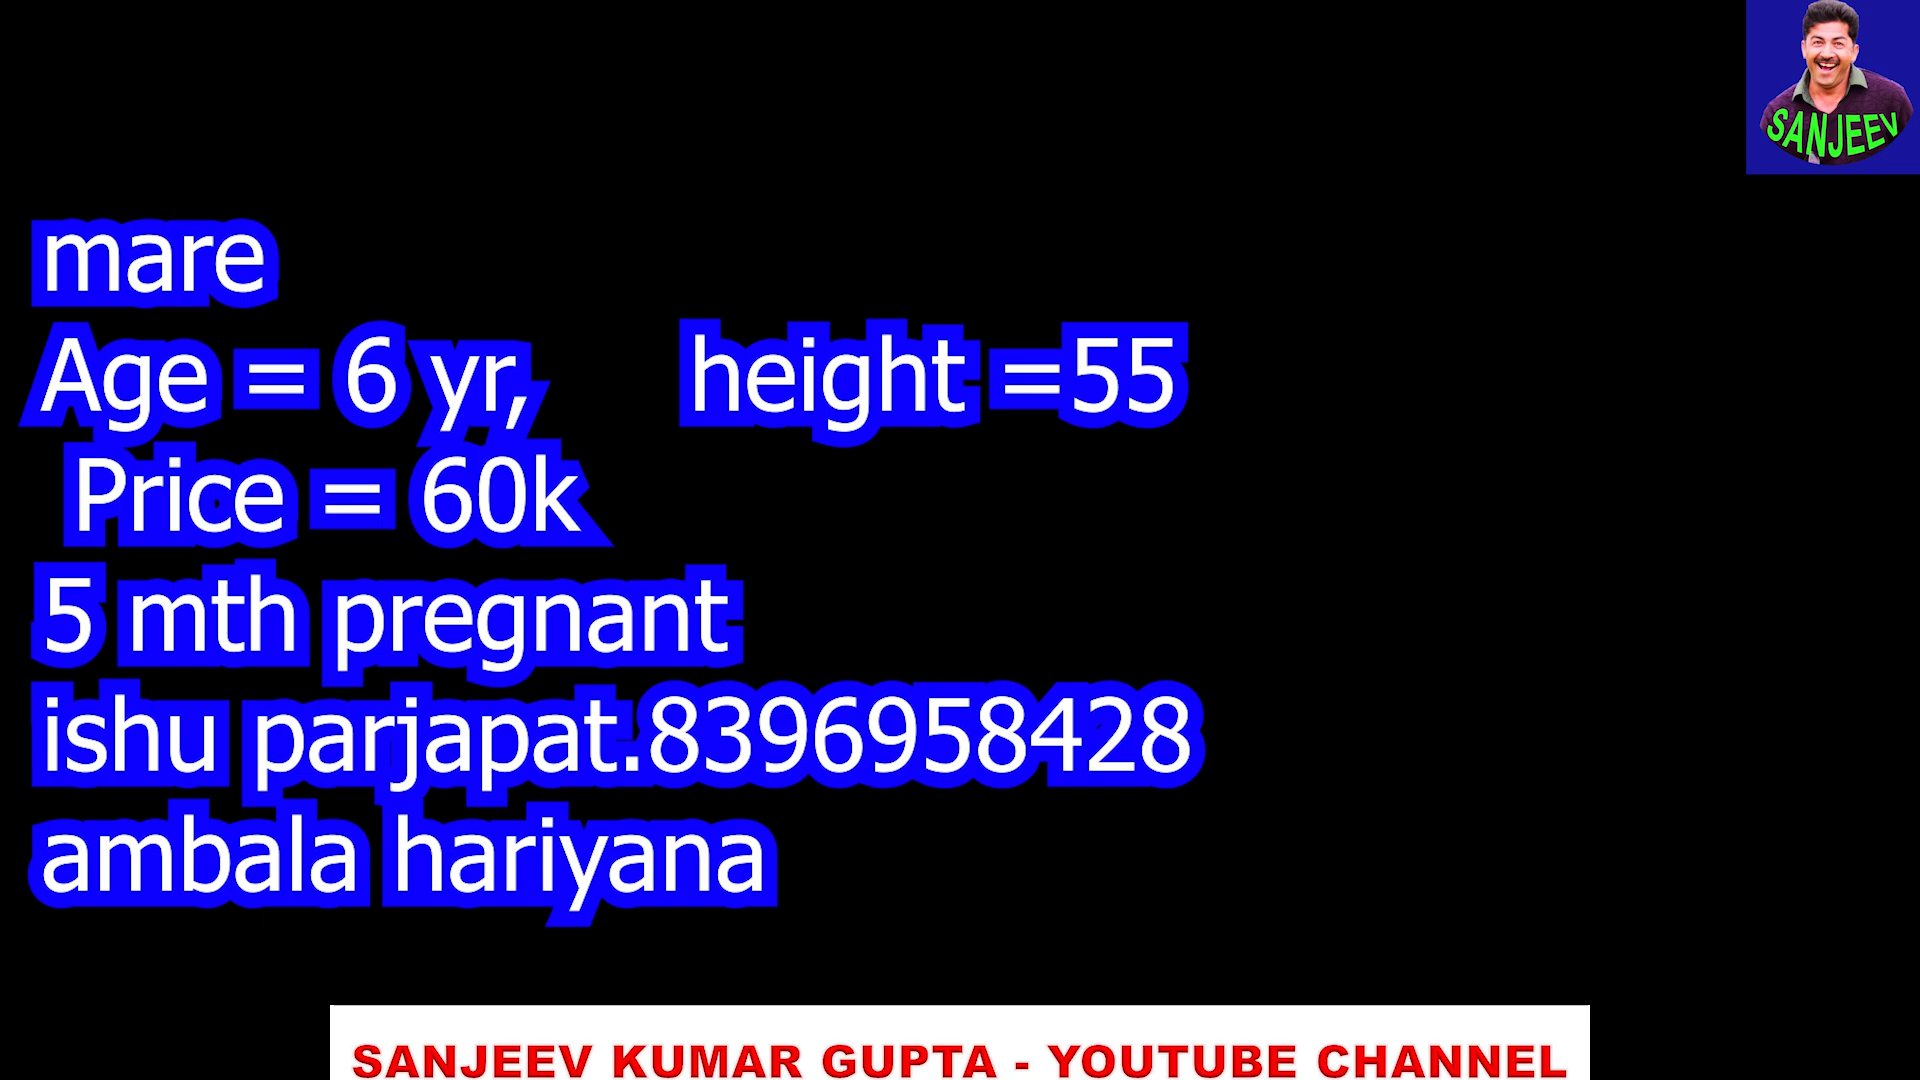 SANJEEV
mare
Age = 6 yr, height =55
Price = 60k
5 mth pregnant
ishu parjapat.8396958428
ambala hariyana
SANJEEV KUMAR GUPTA - YOUTUBE CHANNEL